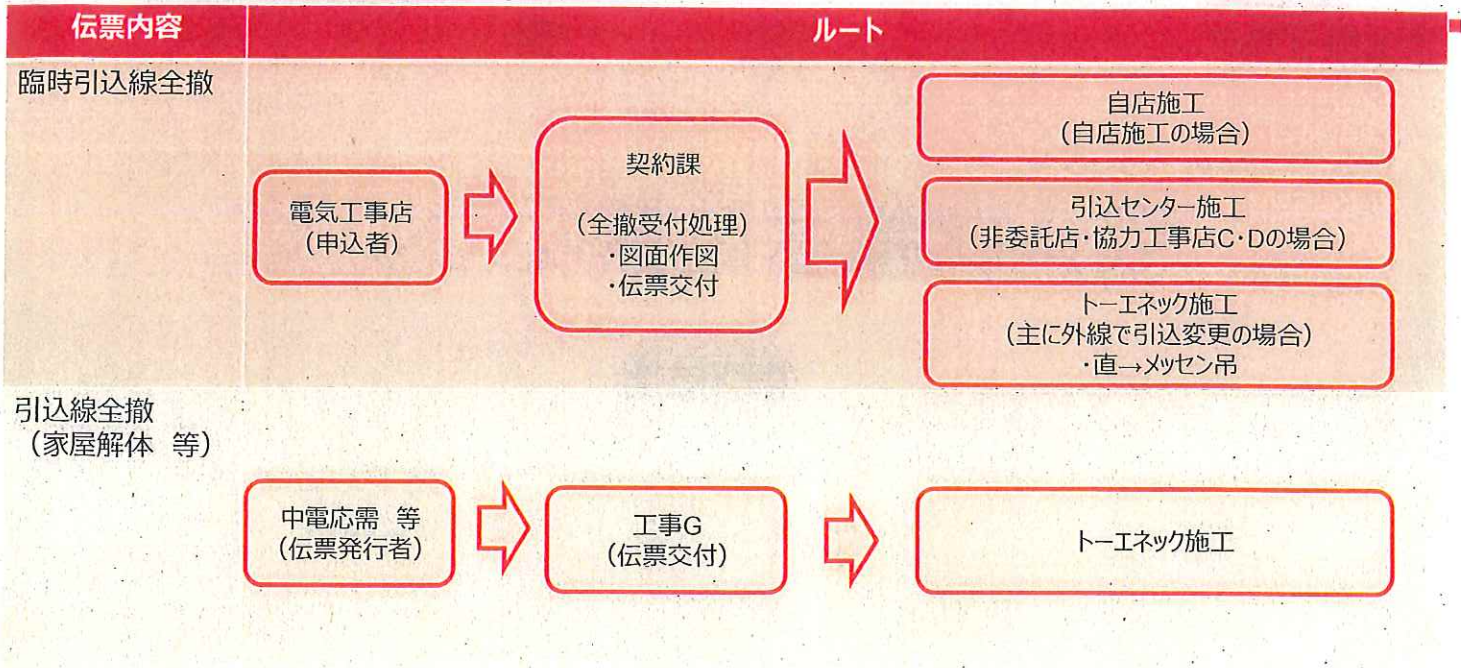 伝票内容
ルート
臨時引込線全撤
電気工事店
(申込者)
契約課
(全撤受付処理)
・図面作図
・伝票交付
自店施工
(自店施工の場合)
引込センター施工
(非委託店・協力工事店C・Dの場合)
トーエネック施工
(主に外線で引込変更の場合)
・直→メッセン吊
引込線全撤
(家屋解体 等)
中電応需 等
(伝票発行者)
工事G
(伝票交付)
トーエネック施工